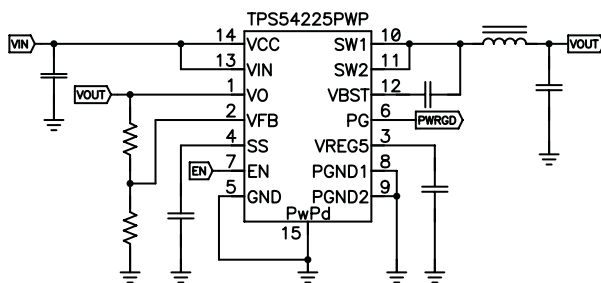 TPS54225PWP
VIN 14 VCC SW1 10 VOUT
13 VIN SW2 11
VOUT 1 VO VBST 12
2 VFB PG 6 PWRGD
4 SS VREG5 3
EN 7 EN PGND1 8
5 GND PGND2 9
PwPd
15